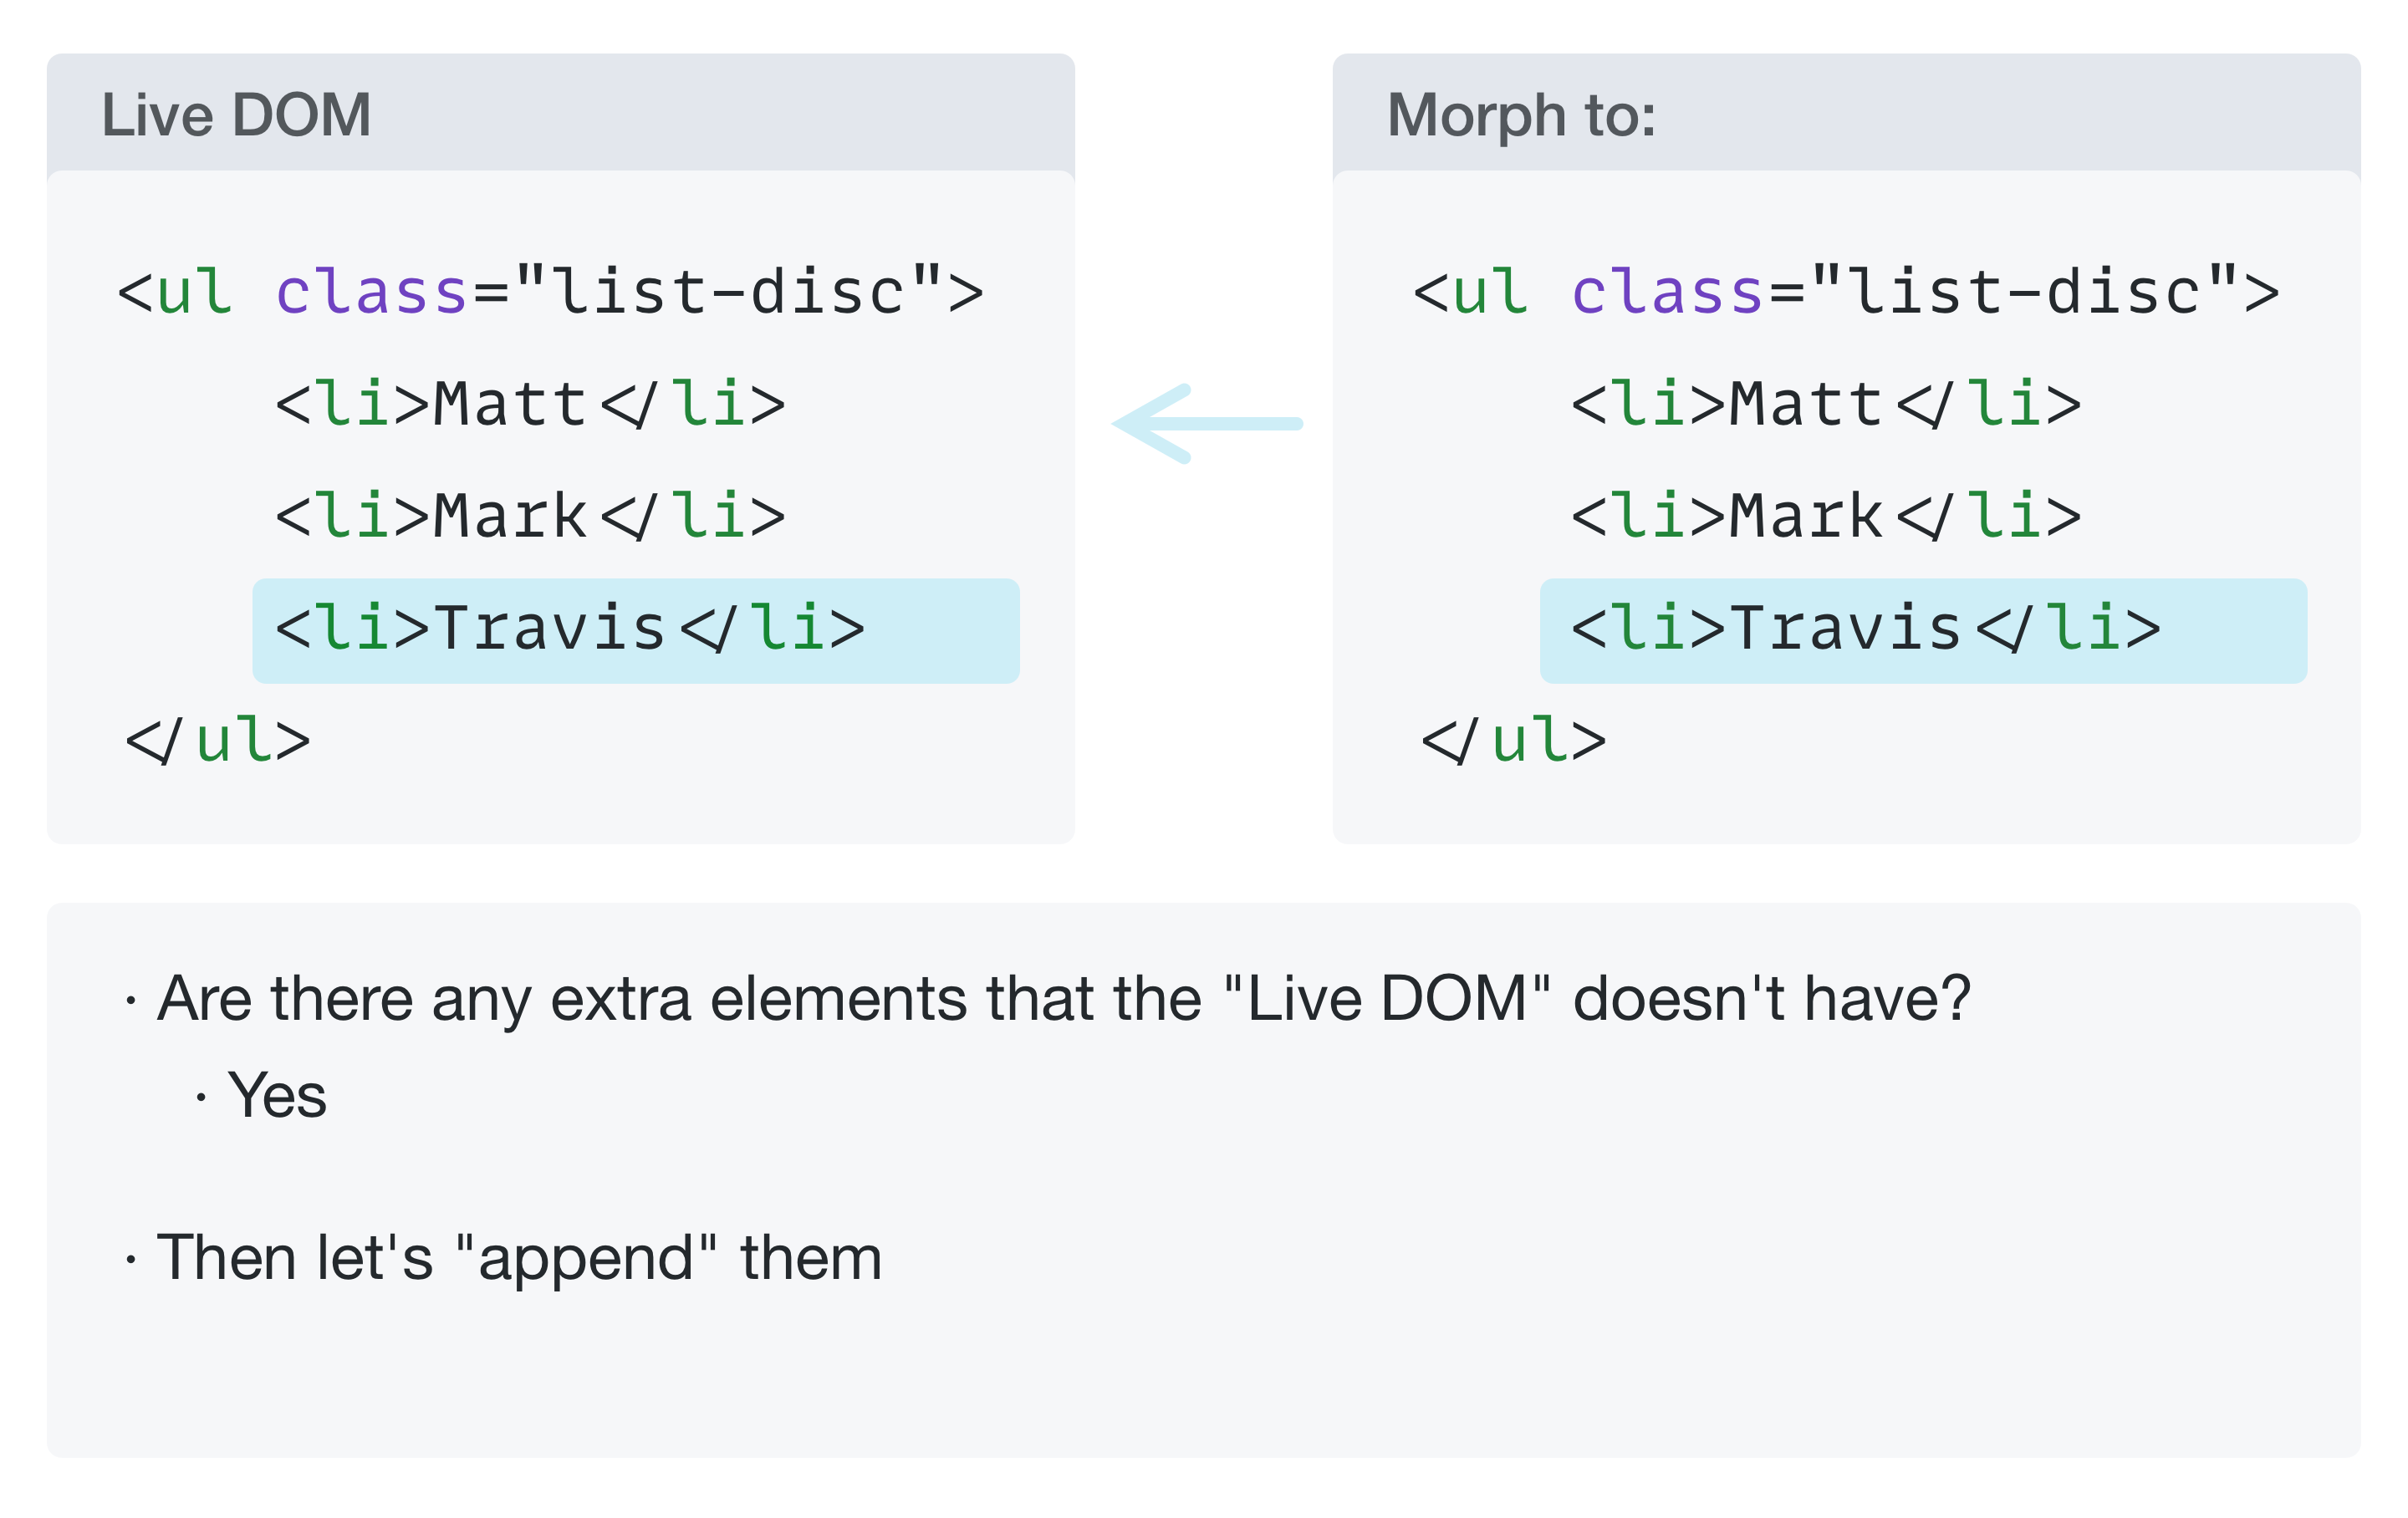 Live DOM
<ul class="list-disc">
<li>Matt</li>
<li>Mark</li>
<li>Travis</li>
</ul>
Morph to:
<ul class="list-disc">
<li>Matt</li>
<li>Mark</li>
<li>Travis</li>
</ul>
· Are there any extra elements that the "Live DOM" doesn't have?
· Yes
· Then let's "append" them